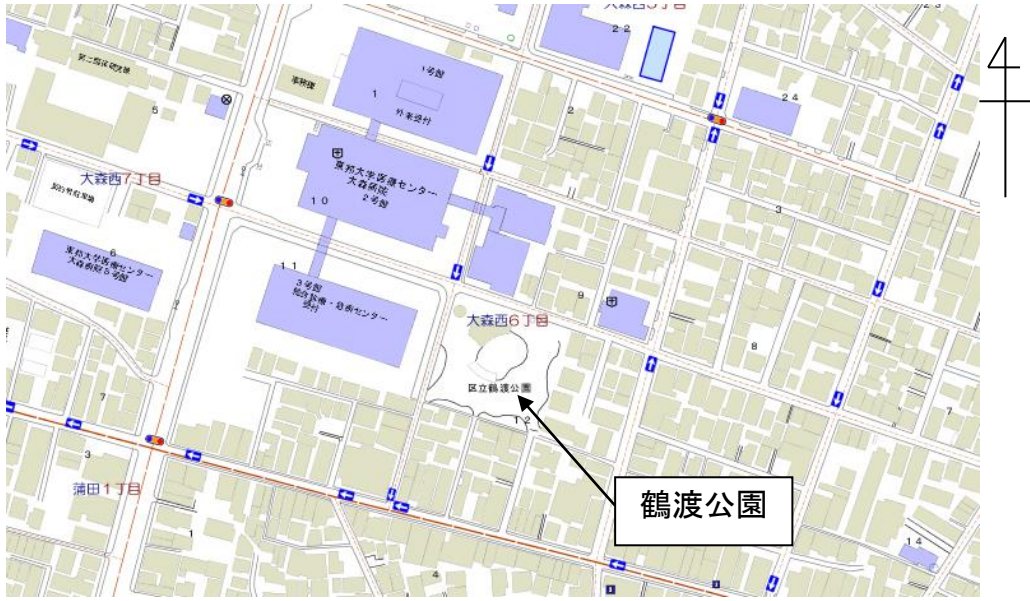 大森西5丁目
22
23
第二臨床研究棟
5
事務棟
1号館
1
外来受付
2
24
大森西7丁目
東邦大学医療センター
大森病院
2号館
10
3
6
東邦大学医療センター
大森病院5号館
11
3号館
総合診療・急病センター
受付
9
大森西6丁目
8
区立鶴渡公園
12
7
7
3
蒲田1丁目
鶴渡公園
1
14
4